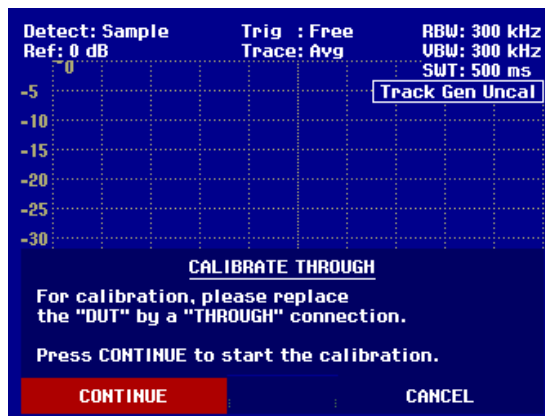 Detect: Sample Trig : Free RBW: 300 kHz
Ref: 0 dB Trace: Avg VBW: 300 kHz
0 SWT: 500 ms
-5 Track Gen Uncal
-10
-15
-20
-25
-30
CALIBRATE THROUGH
For calibration, please replace
the "DUT" by a "THROUGH" connection.
Press CONTINUE to start the calibration.
CONTINUE CANCEL